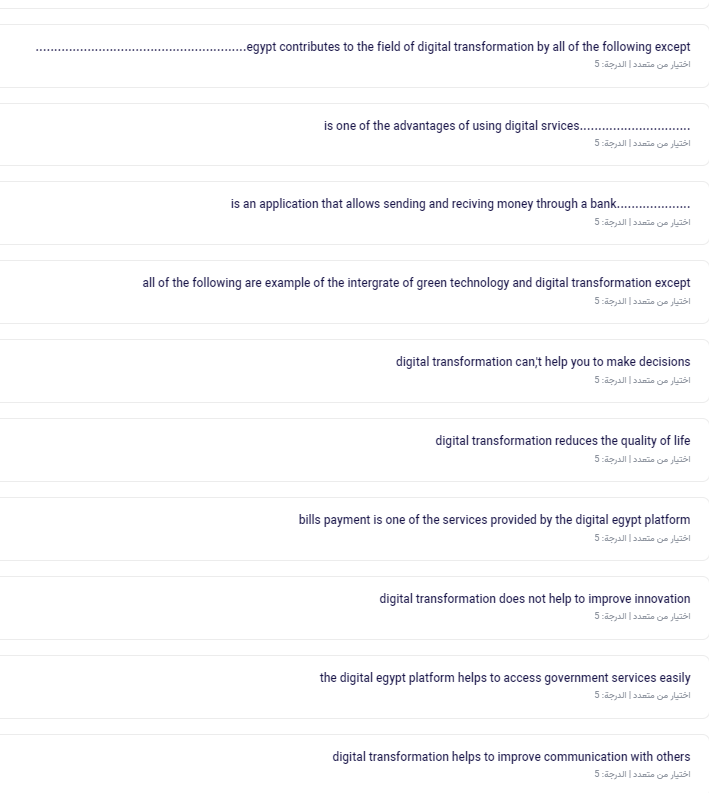 egypt contributes to the field of digital transformation by all of the following except.........................................................
اختيار من متعدد | الدرجة: 5
..............................is one of the advantages of using digital srvices
اختيار من متعدد | الدرجة: 5
....................is an application that allows sending and reciving money through a bank
اختيار من متعدد | الدرجة: 5
all of the following are example of the intergrate of green technology and digital transformation except
اختيار من متعدد | الدرجة: 5
digital transformation can;'t help you to make decisions
اختيار من متعدد | الدرجة: 5
digital transformation reduces the quality of life
اختيار من متعدد | الدرجة: 5
bills payment is one of the services provided by the digital egypt platform
اختيار من متعدد | الدرجة: 5
digital transformation does not help to improve innovation
اختيار من متعدد | الدرجة: 5
the digital egypt platform helps to access government services easily
اختيار من متعدد | الدرجة: 5
digital transformation helps to improve communication with others
اختيار من متعدد | الدرجة: 5